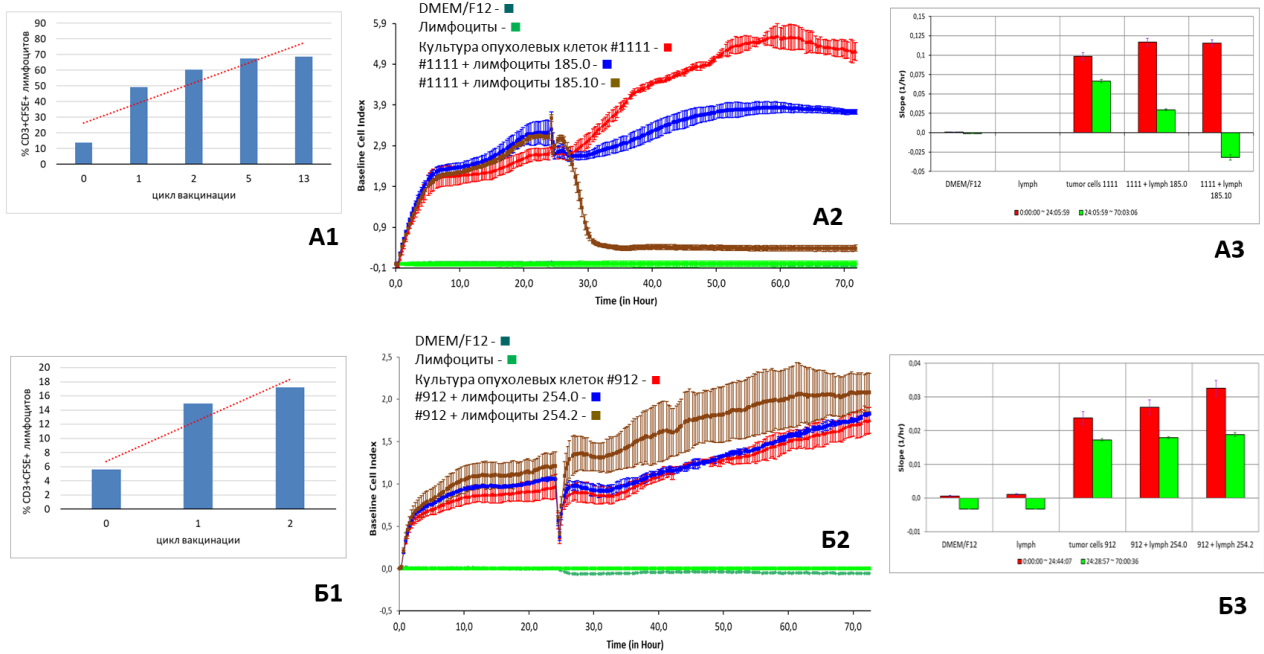 90
80
70
60
50
40
30
20
10
0
% CD3+CFSE+ лимфоцитов
0 1 2 5 13
цикл вакцинации
А1
DMEM/F12 -
Лимфоциты -
Культура опухолевых клеток #1111 -
#1111 + лимфоциты 185.0-
#1111 + лимфоциты 185.10-
5,9
4,9
3,9
2,9
1,9
0,9
-0,1
Baseline Cell Index
0,0 10,0 20,0 30,0 40,0 50,0 60,0 70,0
Time (in Hour)
А2
0,15
0,125
0,1
0,075
0,05
0,025
0,0
-0,025
-0,05
Slope (1/hr)
DMEM/F12 lymph tumor cells 1111 1111 + lymph 185.0 1111 + lymph
185.10
0:00:00 ~ 24:05:59 24:05:59 ~ 70:03:06
А3
20
18
16
14
12
10
8
6
4
2
0
% CD3+CFSE+ лимфоцитов
0 1 2
цикл вакцинации
Б1
DMEM/F12 -
Лимфоциты -
Культура опухолевых клеток #912 -
#912 + лимфоциты 254.0 -
#912 + лимфоциты 254.2 -
2,5
2,0
1,5
1,0
0,5
0,0
-0,5
Baseline Cell Index
0,0 10,0 20,0 30,0 40,0 50,0 60,0 70,0
Time (in Hour)
Б2
0,04
0,03
0,02
0,01
0,0
-0,01
Slope (1/hr)
DMEM/F12 lymph tumor cells 912 912 + lymph 254.0 912 + lymph 254.2
0:00:00 ~ 24:44:07 24:28:57 ~ 70:00:36
Б3